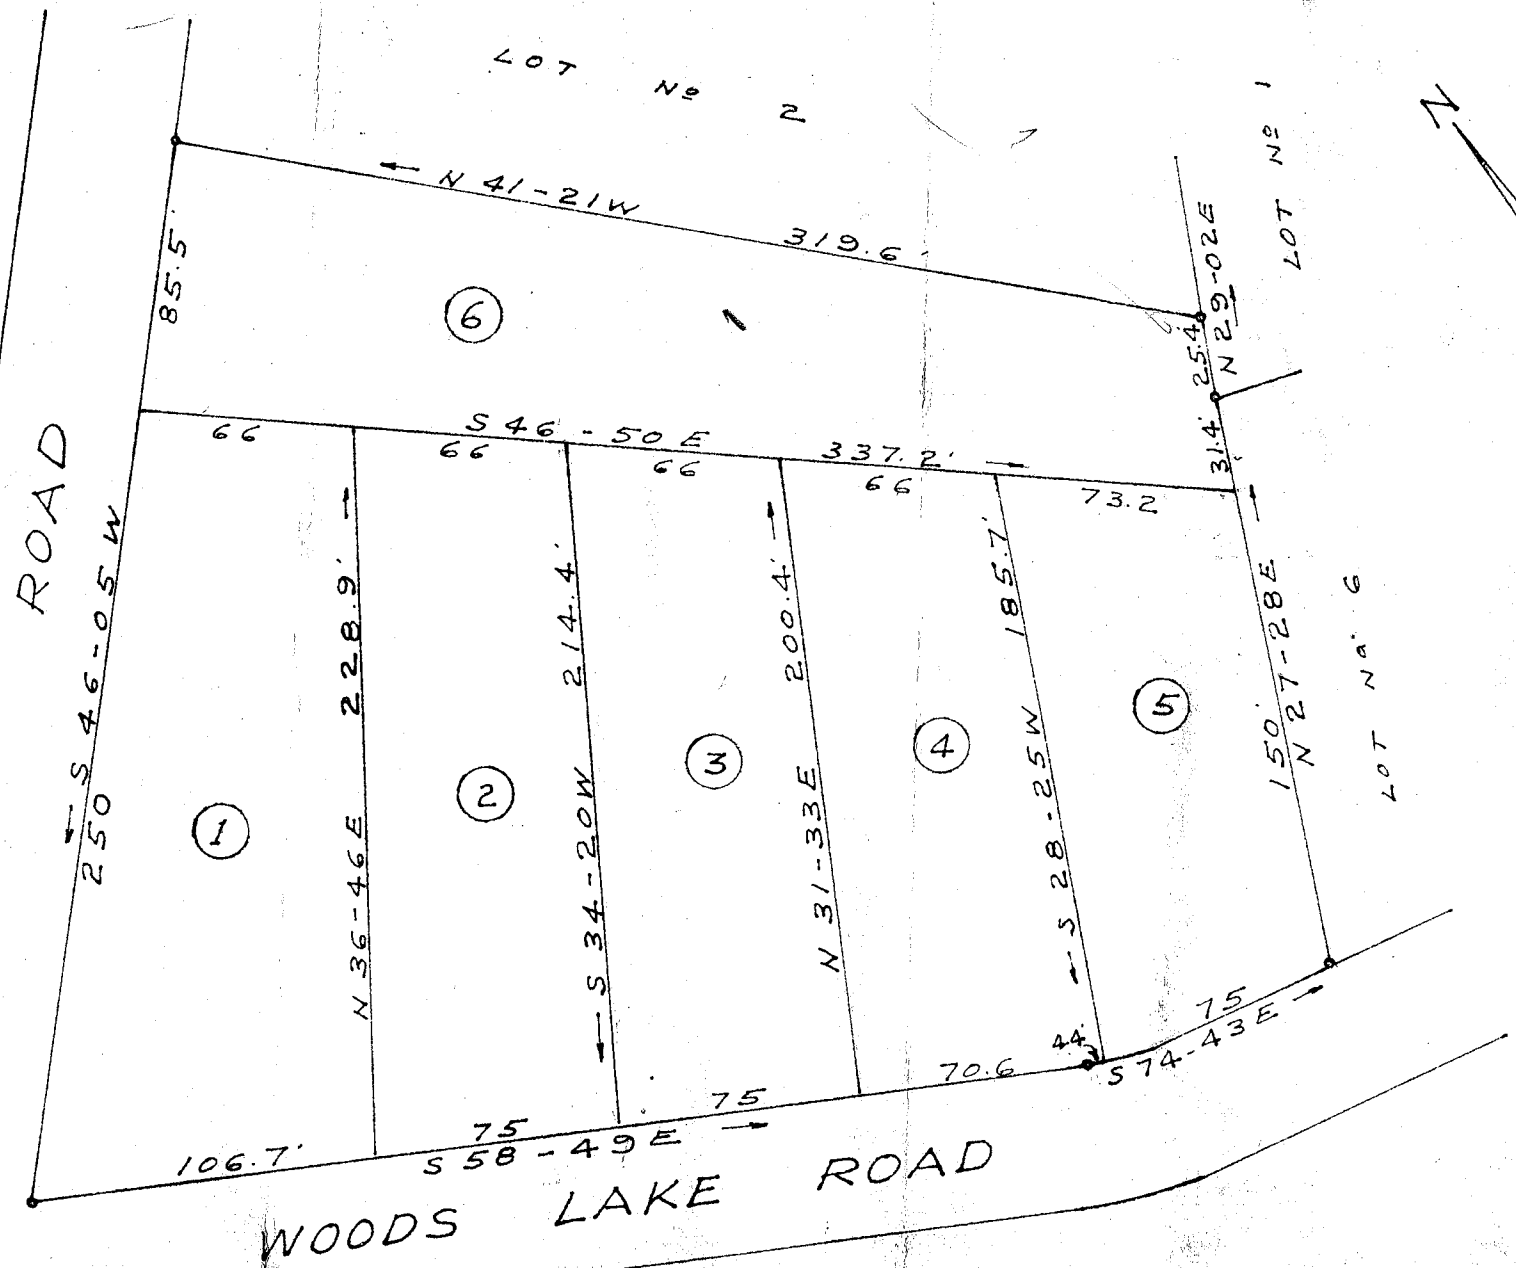 LOT Nº 2
LOT Nº 1
N
N 41-21W
319.6'
85.5'
N 29-02E
25.4'
6
1
ROAD
66
S 46-50 E
66
66
337.2'
66
73.2
31.4'
S 46-05 W
250
228.9'
N 36-46E
214.4'
S 34-20W
200.4'
N 31-33E
185.7'
S 28-25W
150'
N 27-28E
LOT Nº 6
1
2
3
4
5
106.7'
75
S 58-49E
75
70.6
44'
75
S 74-43E
WOODS LAKE ROAD